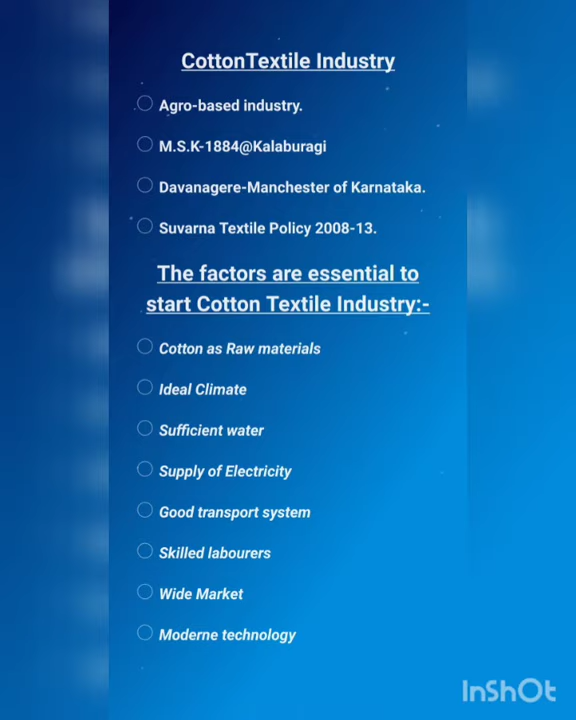 CottonTextile Industry
Agro-based industry.
M.S.K-1884@Kalaburagi
Davanagere-Manchester of Karnataka.
Suvarna Textile Policy 2008-13.
The factors are essential to
start Cotton Textile Industry:-
Cotton as Raw materials
Ideal Climate
Sufficient water
Supply of Electricity
Good transport system
Skilled labourers
Wide Market
Moderne technology
InShOt